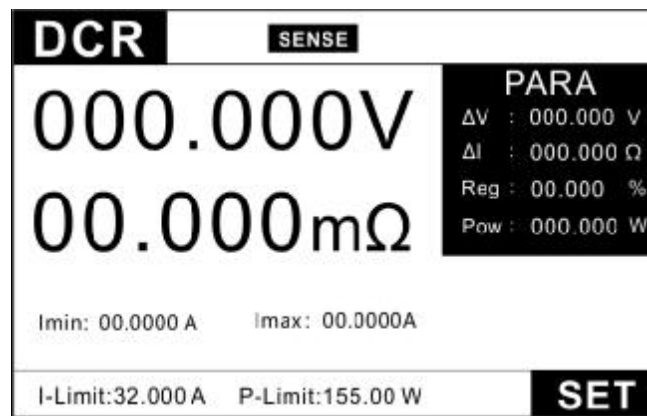 DCR SENSE
000.000V
00.000mΩ
PARA
ΔV : 000.000 V
ΔI : 000.000 Ω
Reg : 00.000 %
Pow : 000.000 W
Imin: 00.0000 A Imax: 00.0000A
I-Limit:32.000 A P-Limit:155.00 W SET